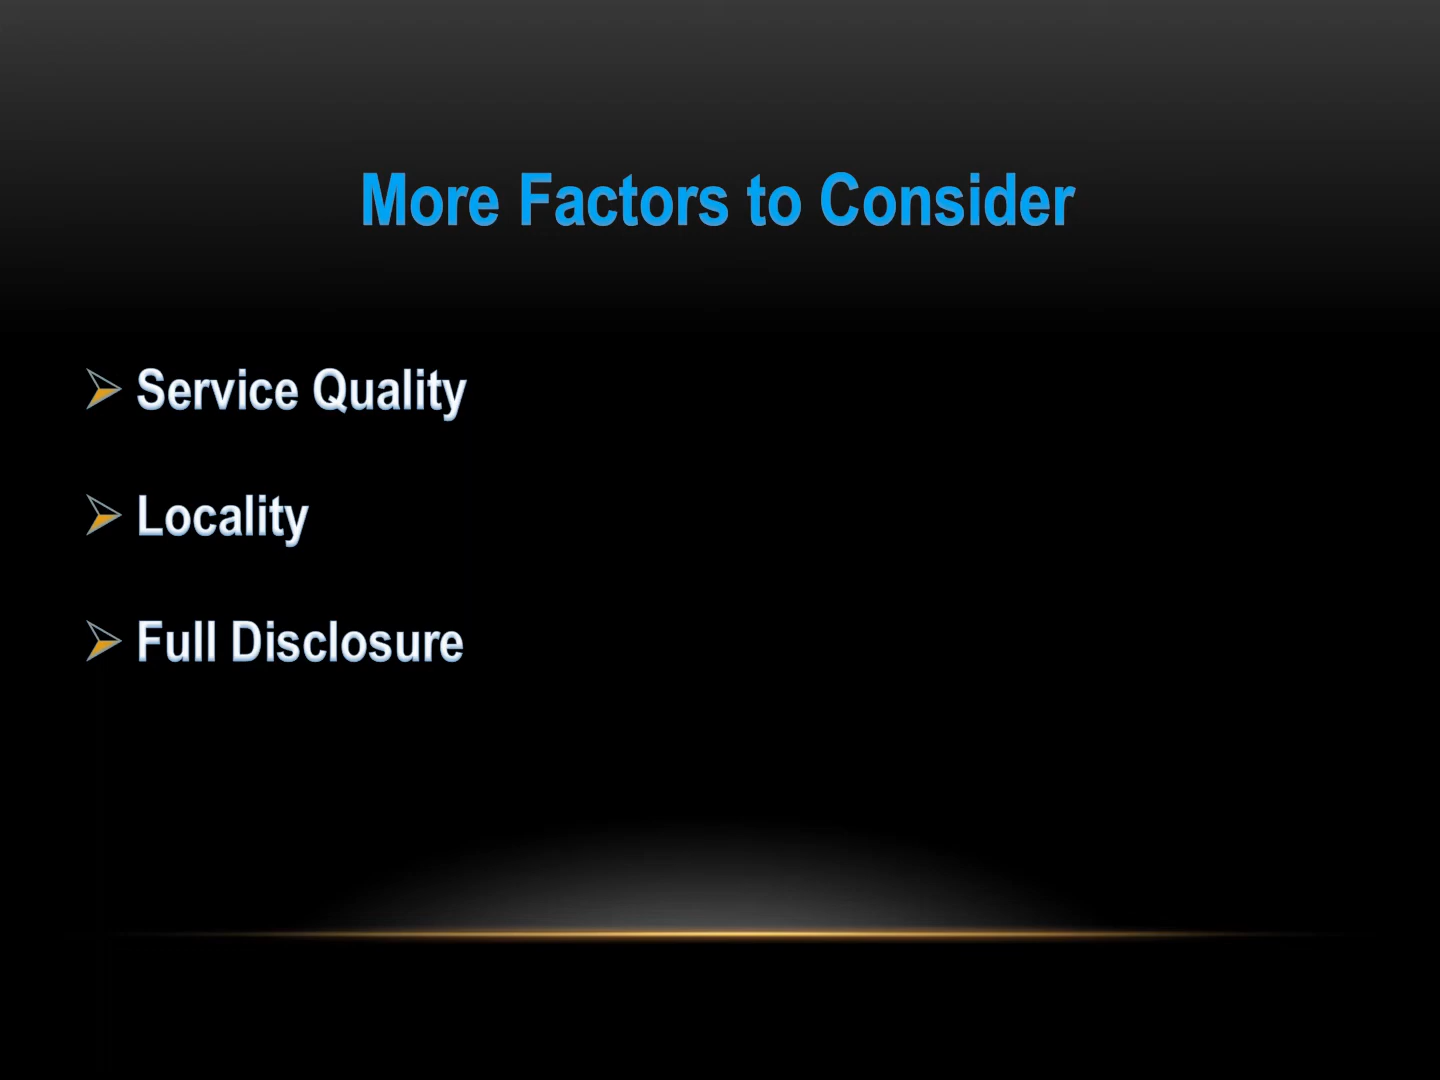 More Factors to Consider
Service Quality
Locality
Full Disclosure